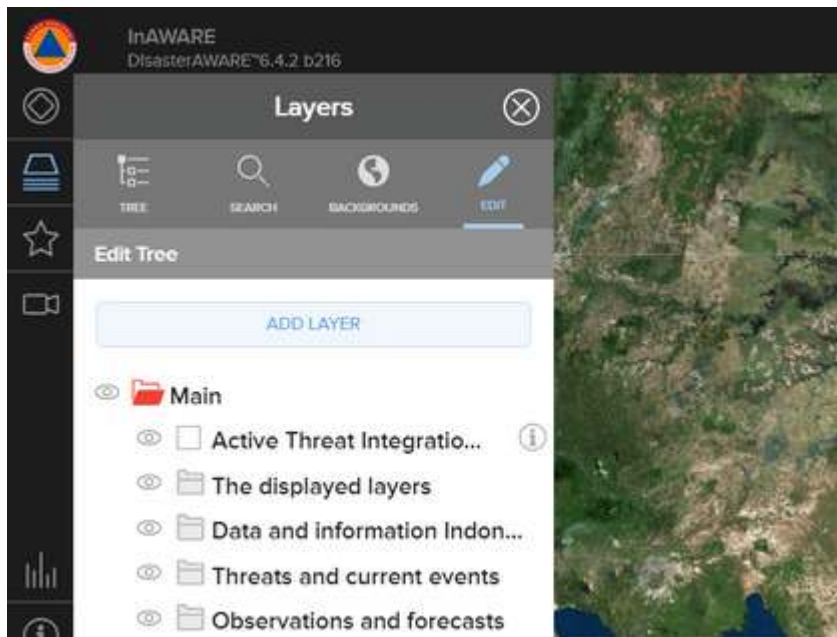 InAWARE
DisasterAWARE™6.4.2 b216
Layers
TREE
SEARCH
BACKGROUNDS
EDIT
Edit Tree
ADD LAYER
Main
Active Threat Integratio...
The displayed layers
Data and information Indon...
Threats and current events
Observations and forecasts